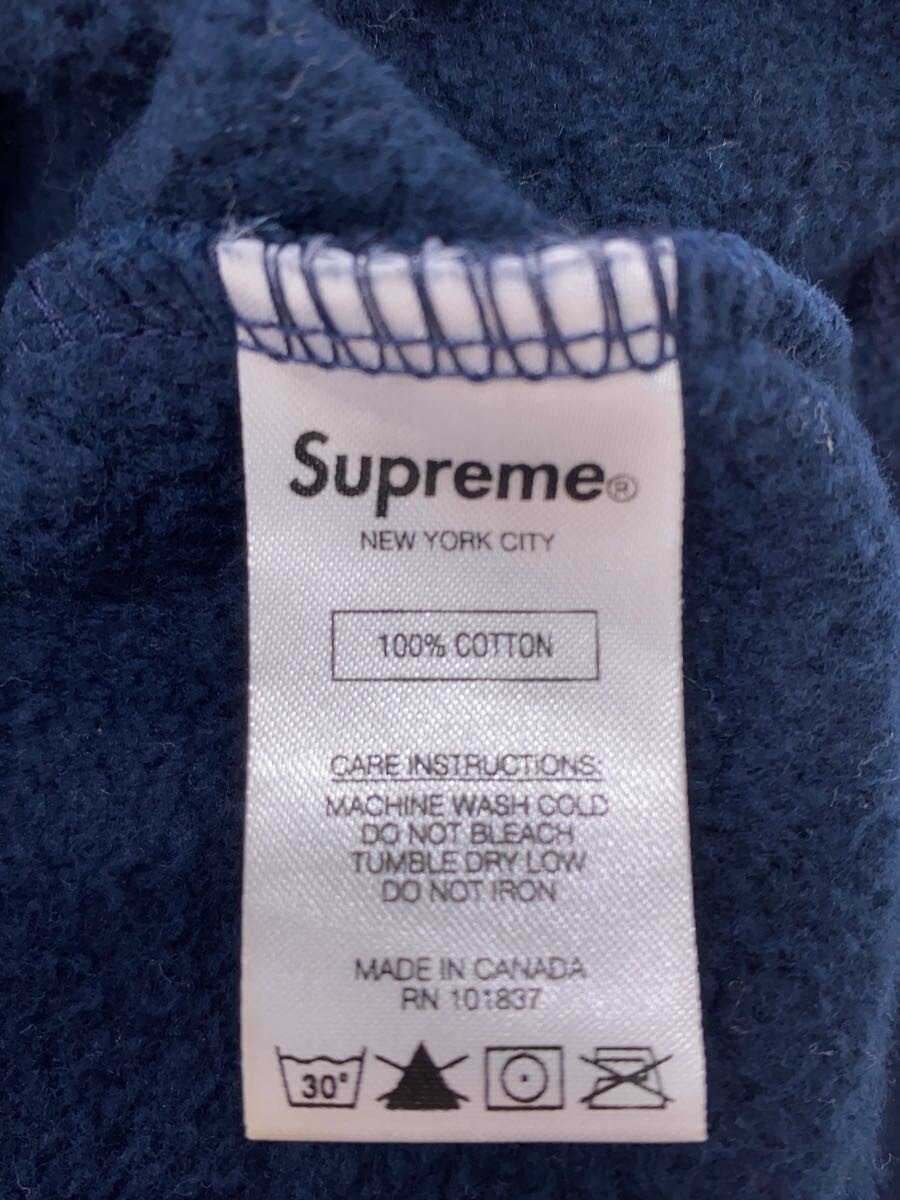 Supreme®
NEW YORK CITY
100% COTTON
CARE INSTRUCTIONS:
MACHINE WASH COLD
DO NOT BLEACH
TUMBLE DRY LOW
DO NOT IRON
MADE IN CANADA
RN 101837
30°